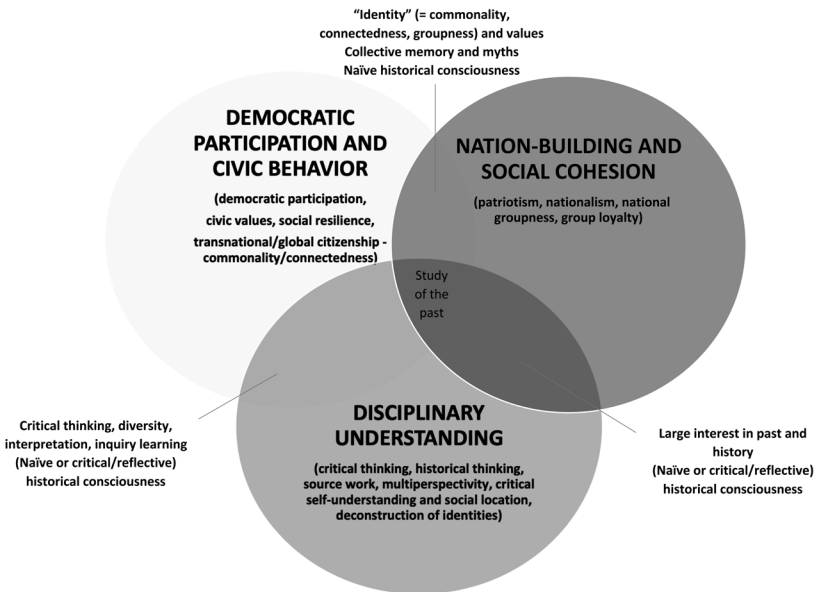 “Identity” (= commonality,
connectedness, groupness) and values
Collective memory and myths
Naïve historical consciousness
DEMOCRATIC
PARTICIPATION AND
CIVIC BEHAVIOR
(democratic participation,
civic values, social resilience,
transnational/global citizenship -
commonality/connectedness)
NATION-BUILDING AND
SOCIAL COHESION
(patriotism, nationalism, national
groupness, group loyalty)
Study
of the
past
Critical thinking, diversity,
interpretation, inquiry learning
(Naïve or critical/reflective)
historical consciousness
DISCIPLINARY
UNDERSTANDING
(critical thinking, historical thinking,
source work, multiperspectivity, critical
self-understanding and social location,
deconstruction of identities)
Large interest in past and
history
(Naïve or critical/reflective)
historical consciousness